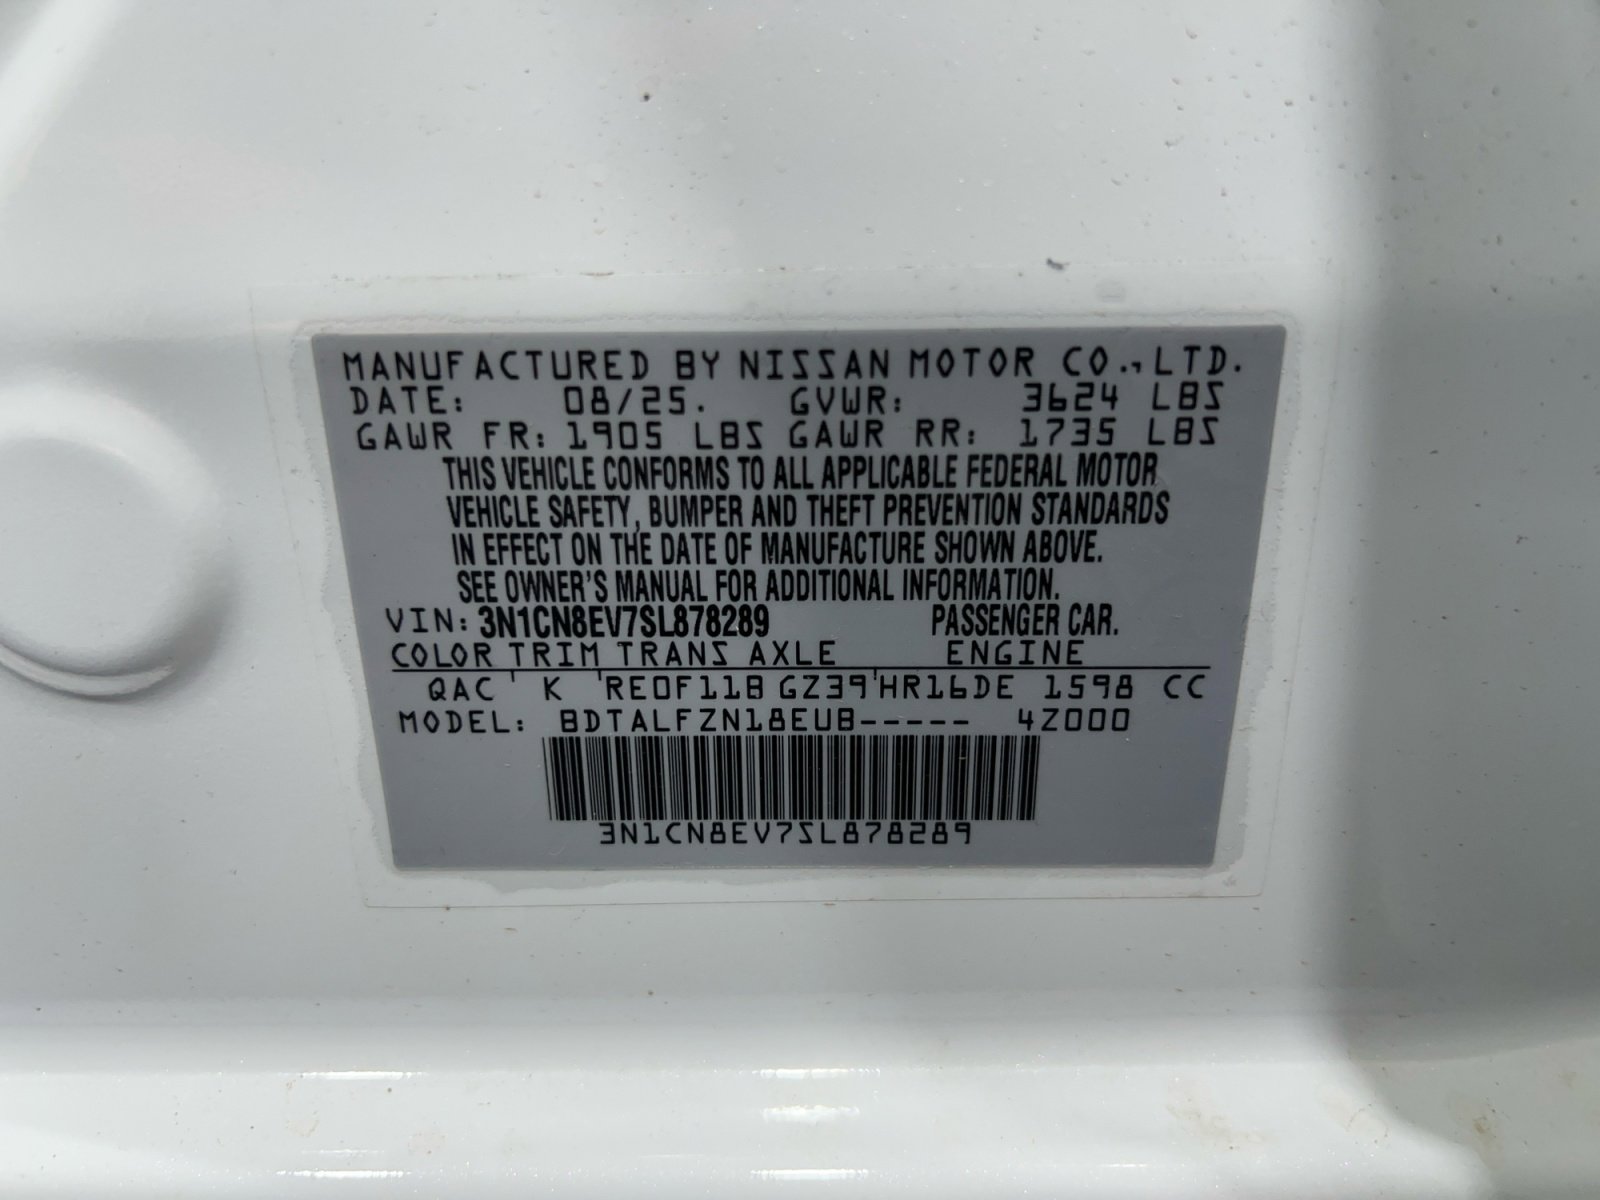 MANUFACTURED BY NISSAN MOTOR CO.,LTD.
DATE: 08/25. GVWR: 3624 LBS
GAWR FR: 1905 LBS GAWR RR: 1735 LBS
THIS VEHICLE CONFORMS TO ALL APPLICABLE FEDERAL MOTOR
VEHICLE SAFETY, BUMPER AND THEFT PREVENTION STANDARDS
IN EFFECT ON THE DATE OF MANUFACTURE SHOWN ABOVE.
SEE OWNER'S MANUAL FOR ADDITIONAL INFORMATION.
VIN: 3N1CN8EV7SL878289 PASSENGER CAR.
COLOR TRIM TRANS AXLE ENGINE
QAC ' K 'RE0F11B GZ39'HR16DE 1598 CC
MODEL: BDTALFZN18EUB----- 4Z000
3N1CN8EV7SL878289